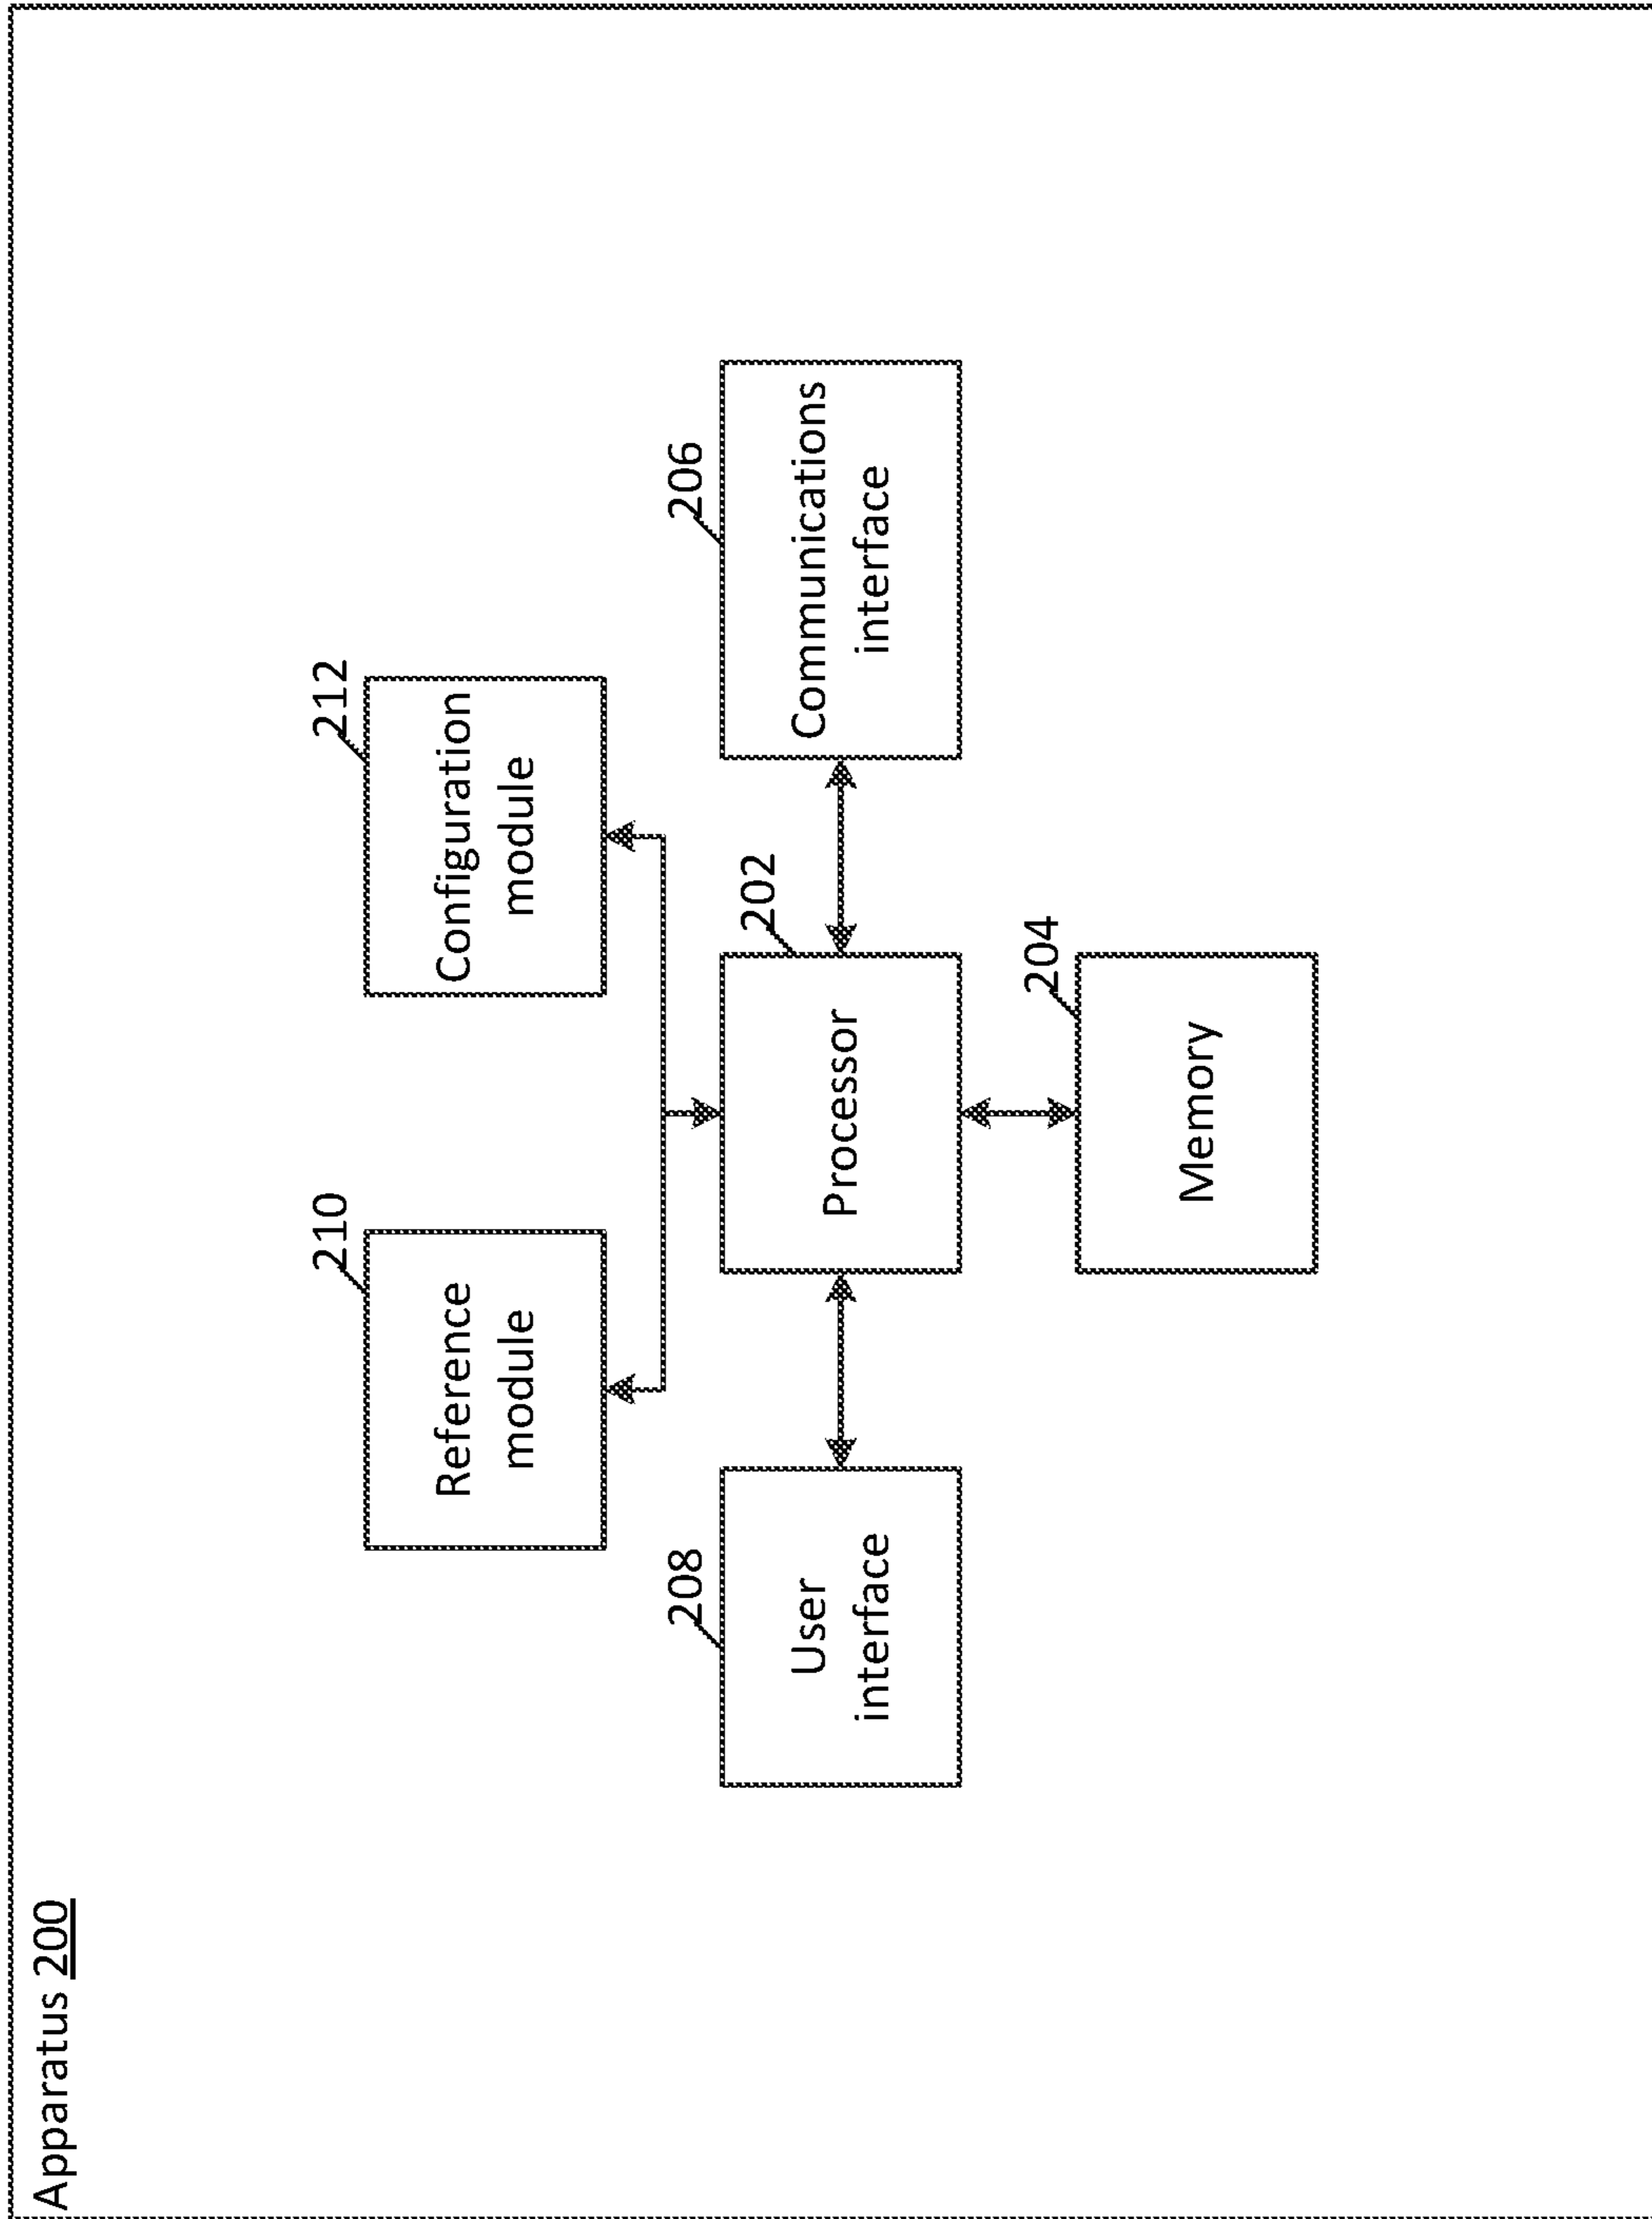 Apparatus 200
210
Reference
module
212
Configuration
module
208
User
interface
202
Processor
206
Communications
interface
204
Memory